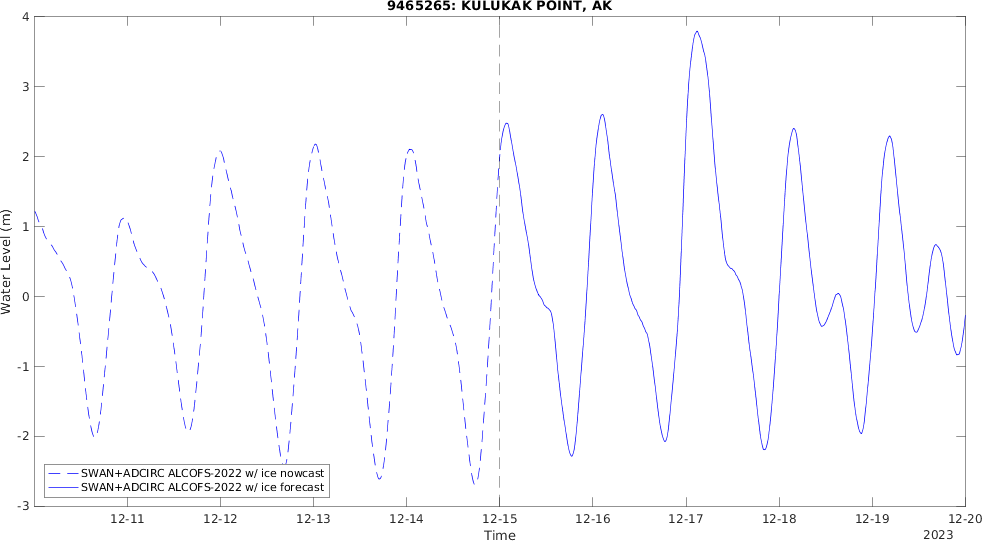 9465265: KULUKAK POINT, AK
4
3
2
1
0
-1
-2
-3
Water Level (m)
SWAN+ADCIRC ALCOFS-2022 w/ ice nowcast
SWAN+ADCIRC ALCOFS-2022 w/ ice forecast
12-11 12-12 12-13 12-14 12-15 12-16 12-17 12-18 12-19 12-20
Time
2023